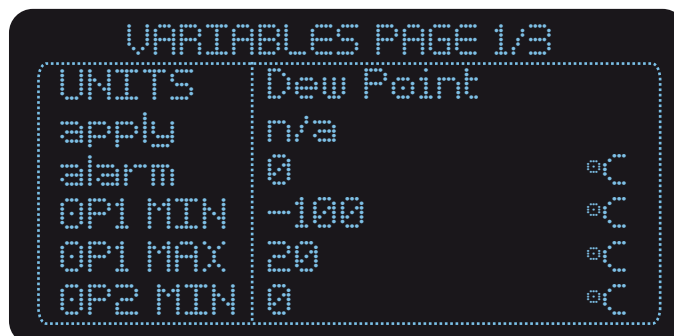 VARIABLES PAGE 1/3
UNITS Dew Point
apply n/a
alarm 0 °C
OP1 MIN -100 °C
OP1 MAX 20 °C
OP2 MIN 0 °C